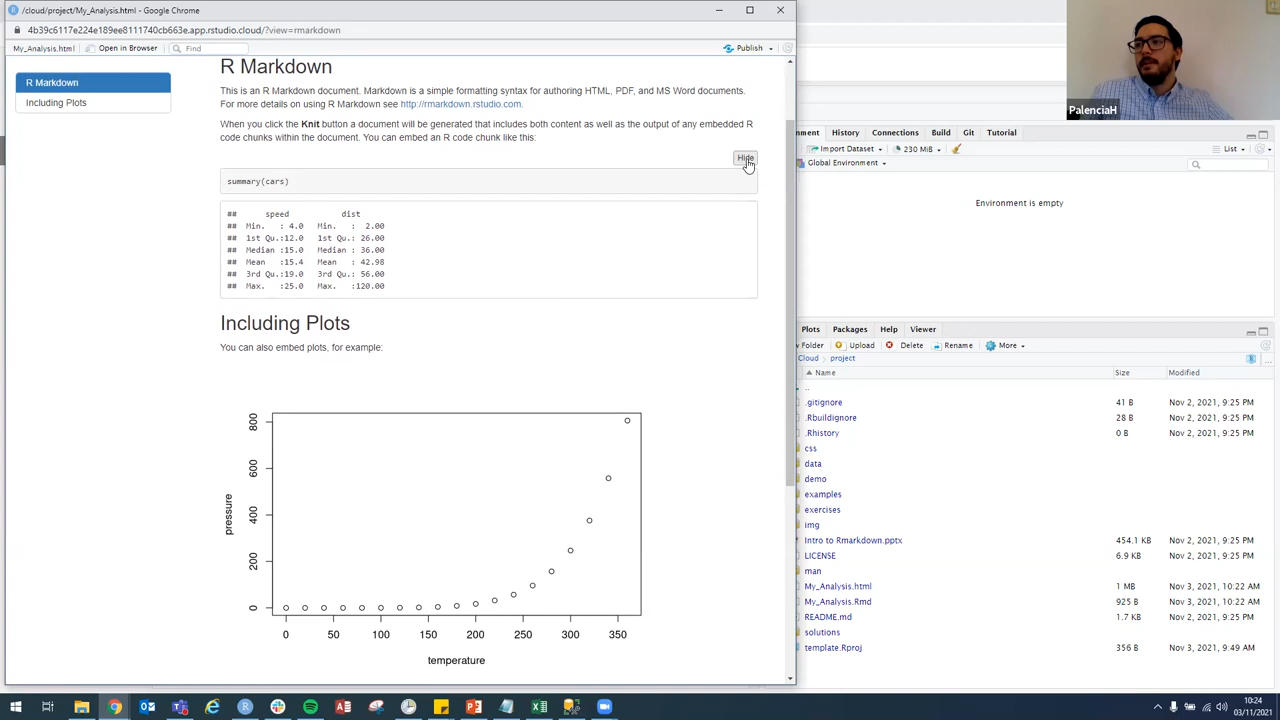 /cloud/project/My_Analysis.html - Google Chrome
4b39c6117e224e189ee8111740cb663e.app.rstudio.cloud/?view=rmarkdown
My_Analysis.html Open in Browser Find Publish
R Markdown
Including Plots
R Markdown
This is an R Markdown document. Markdown is a simple formatting syntax for authoring HTML, PDF, and MS Word documents.
For more details on using R Markdown see http://rmarkdown.rstudio.com.
When you click the Knit button a document will be generated that includes both content as well as the output of any embedded R
code chunks within the document. You can embed an R code chunk like this:
Hide
summary(cars)
## speed dist
## Min. : 4.0 Min. : 2.00
## 1st Qu.:12.0 1st Qu.: 26.00
## Median :15.0 Median : 36.00
## Mean :15.4 Mean : 42.98
## 3rd Qu.:19.0 3rd Qu.: 56.00
## Max. :25.0 Max. :120.00
Including Plots
You can also embed plots, for example:
800
600
400
200
0
pressure
0 50 100 150 200 250 300 350
temperature
PalenciaH
nment History Connections Build Git Tutorial
Import Dataset 230 MiB List
Global Environment
Environment is empty
Plots Packages Help Viewer
w Folder Upload Delete Rename More
Cloud project
Name Size Modified
..
.gitignore 41 B Nov 2, 2021, 9:25 PM
.Rbuildignore 28 B Nov 2, 2021, 9:25 PM
.Rhistory 0 B Nov 2, 2021, 9:25 PM
css
data
demo
examples
exercises
img
Intro to Rmarkdown.pptx 454.1 KB Nov 2, 2021, 9:25 PM
LICENSE 6.9 KB Nov 2, 2021, 9:25 PM
man
My_Analysis.html 1 MB Nov 3, 2021, 10:22 AM
My_Analysis.Rmd 925 B Nov 3, 2021, 10:22 AM
README.md 1.7 KB Nov 2, 2021, 9:25 PM
solutions
template.Rproj 356 B Nov 3, 2021, 9:49 AM
10:24
03/11/2021